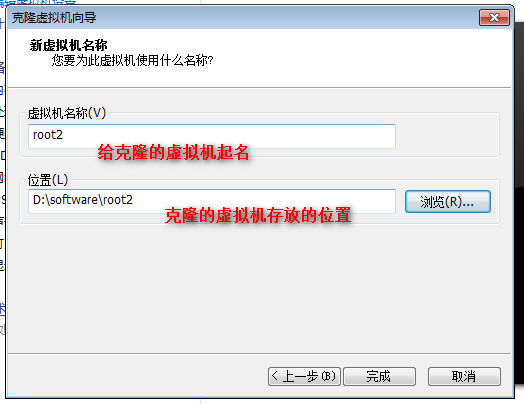 克隆虚拟机向导
新虚拟机名称
您要为此虚拟机使用什么名称?
虚拟机名称(V)
root2
给克隆的虚拟机起名
位置(L)
D:\software\root2
浏览(R)...
克隆的虚拟机存放的位置
< 上一步(B)
完成
取消